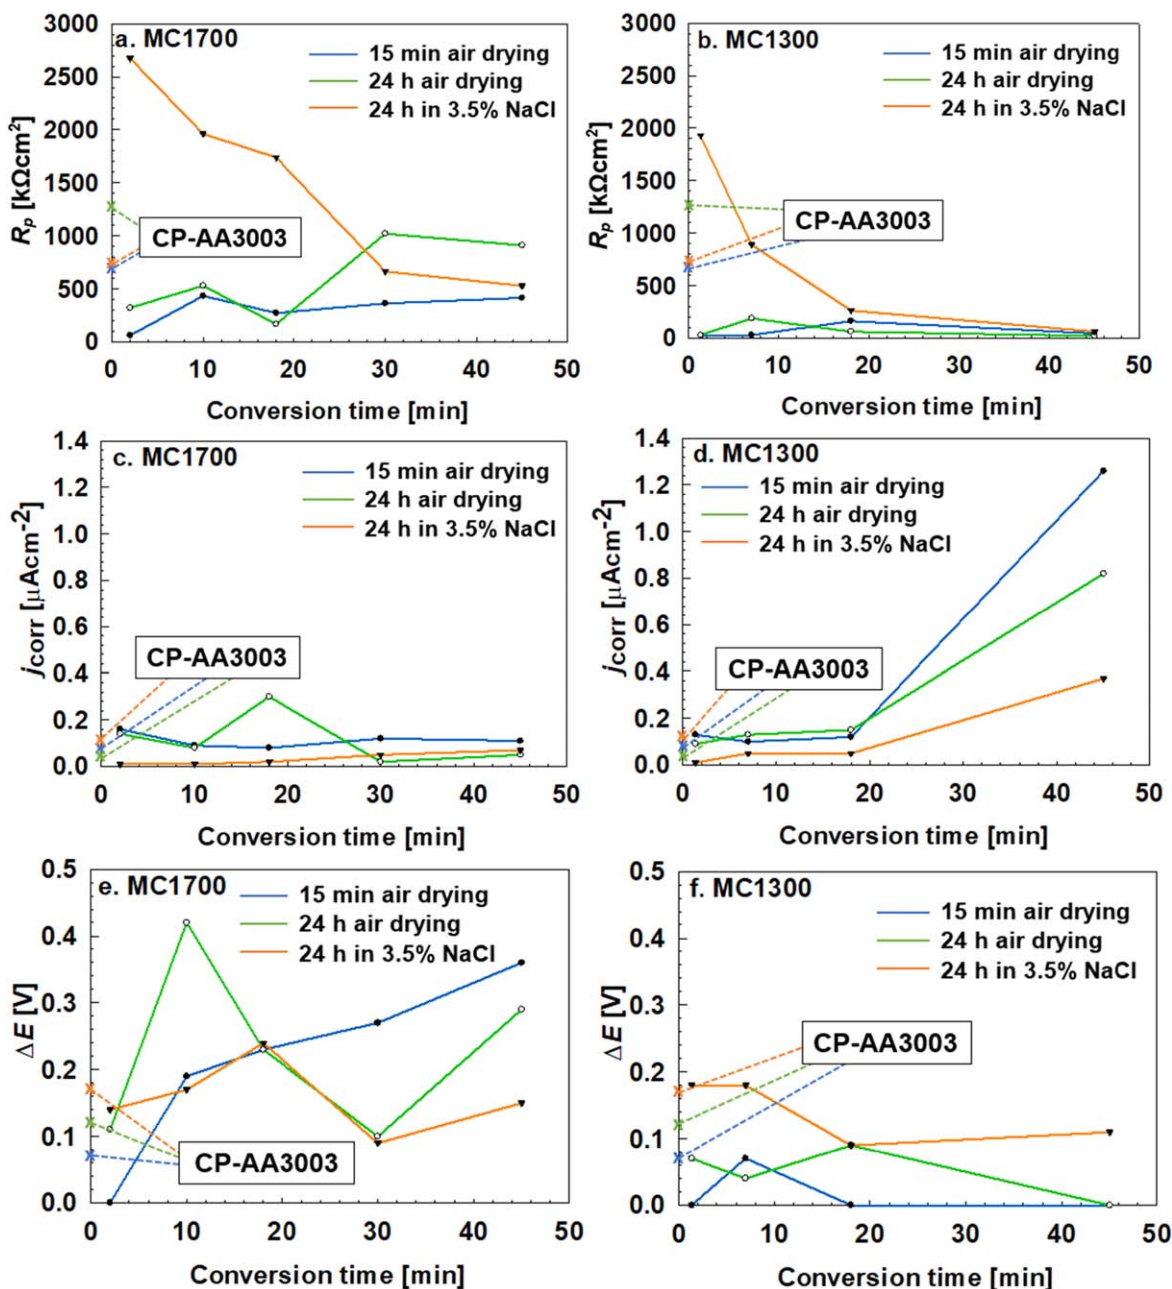 a. MC1700
15 min air drying
24 h air drying
24 h in 3.5% NaCl
CP-AA3003
Rp [kΩcm²]
3000
2500
2000
1500
1000
500
0
0 10 20 30 40 50
Conversion time [min]
b. MC1300
15 min air drying
24 h air drying
24 h in 3.5% NaCl
CP-AA3003
Rp [kΩcm²]
3000
2500
2000
1500
1000
500
0
0 10 20 30 40 50
Conversion time [min]
c. MC1700
15 min air drying
24 h air drying
24 h in 3.5% NaCl
CP-AA3003
jcorr [µAcm-2]
1.4
1.2
1.0
0.8
0.6
0.4
0.2
0.0
0 10 20 30 40 50
Conversion time [min]
d. MC1300
15 min air drying
24 h air drying
24 h in 3.5% NaCl
CP-AA3003
jcorr [µAcm-2]
1.4
1.2
1.0
0.8
0.6
0.4
0.2
0.0
0 10 20 30 40 50
Conversion time [min]
e. MC1700
15 min air drying
24 h air drying
24 h in 3.5% NaCl
CP-AA3003
ΔE [V]
0.5
0.4
0.3
0.2
0.1
0.0
0 10 20 30 40 50
Conversion time [min]
f. MC1300
15 min air drying
24 h air drying
24 h in 3.5% NaCl
CP-AA3003
ΔE [V]
0.5
0.4
0.3
0.2
0.1
0.0
0 10 20 30 40 50
Conversion time [min]